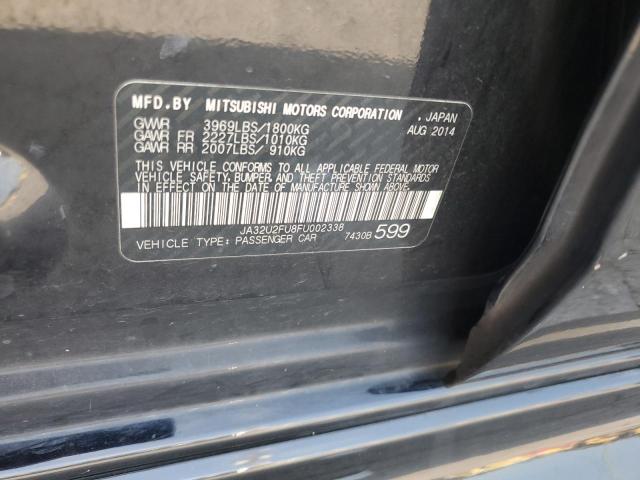 MFD.BY MITSUBISHI MOTORS CORPORATION . JAPAN
GVWR 3969LBS/1800KG AUG 2014
GAWR FR 2227LBS/1010KG
GAWR RR 2007LBS/ 910KG
THIS VEHICLE CONFORMS TO ALL APPLICABLE FEDERAL MOTOR
VEHICLE SAFETY, BUMPER, AND THEFT PREVENTION STANDARDS
IN EFFECT ON THE DATE OF MANUFACTURE SHOWN ABOVE.
JA32U2FU8FU002338
VEHICLE TYPE: PASSENGER CAR 7430B 599